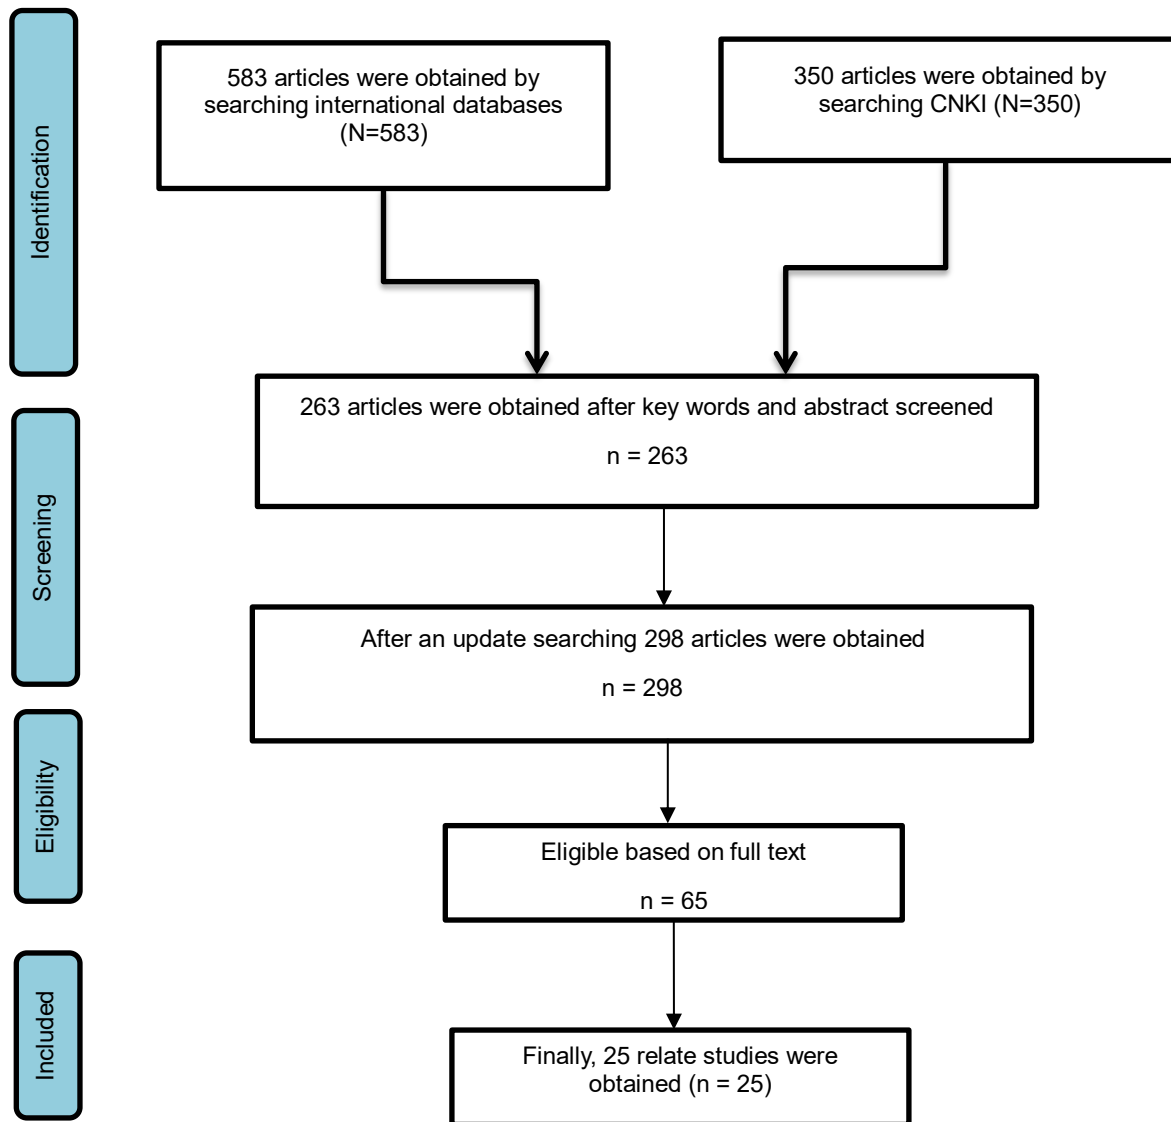 Identification
583 articles were obtained by
searching international databases
(N=583)
350 articles were obtained by
searching CNKI (N=350)
263 articles were obtained after key words and abstract screened
n = 263
Screening
After an update searching 298 articles were obtained
n = 298
Eligibility
Eligible based on full text
n = 65
Included
Finally, 25 relate studies were
obtained (n = 25)